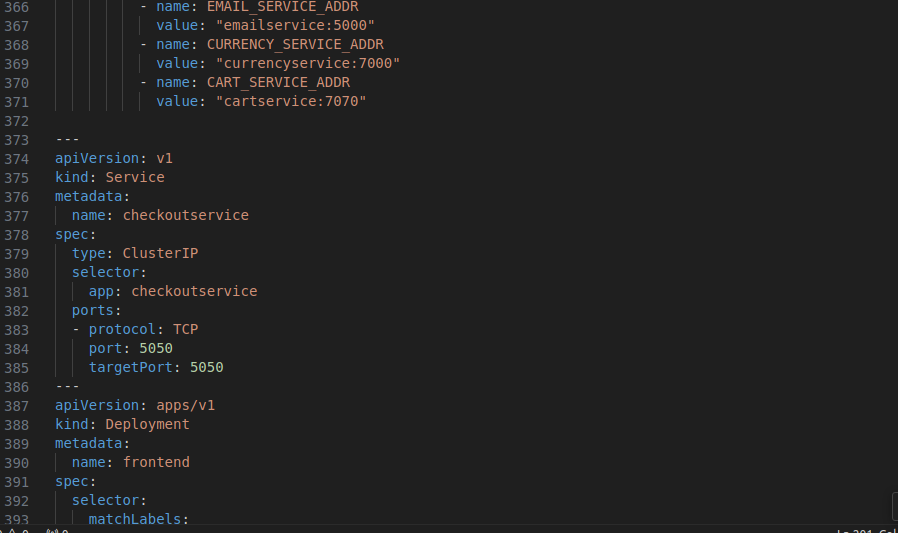 366 - name: EMAIL_SERVICE_ADDR
367 value: "emailservice:5000"
368 - name: CURRENCY_SERVICE_ADDR
369 value: "currencyservice:7000"
370 - name: CART_SERVICE_ADDR
371 value: "cartservice:7070"
372
373 ---
374 apiVersion: v1
375 kind: Service
376 metadata:
377 name: checkoutservice
378 spec:
379 type: ClusterIP
380 selector:
381 app: checkoutservice
382 ports:
383 - protocol: TCP
384 port: 5050
385 targetPort: 5050
386 ---
387 apiVersion: apps/v1
388 kind: Deployment
389 metadata:
390 name: frontend
391 spec:
392 selector:
393 matchLabels: